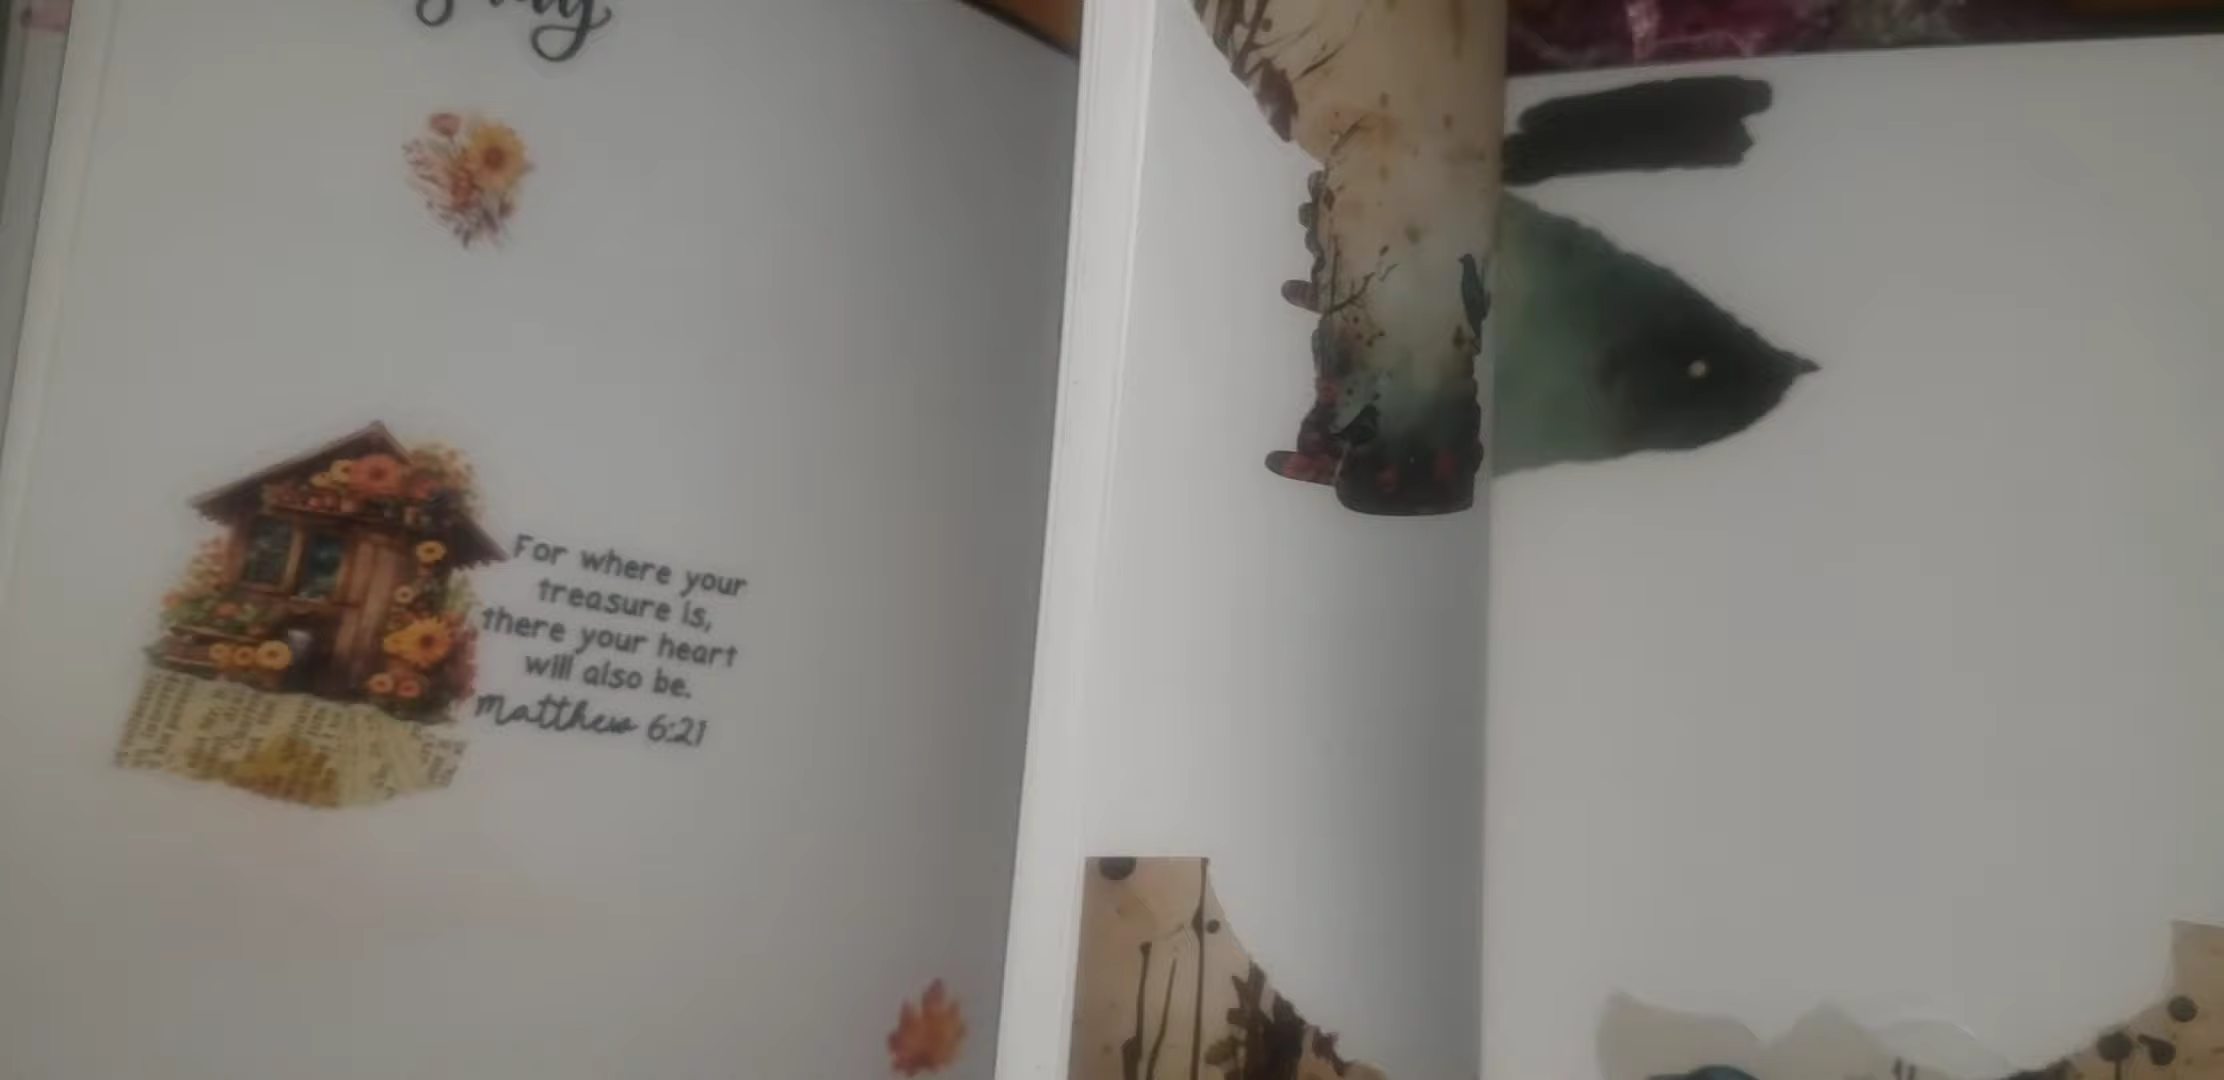 For where your
treasure is,
there your heart
will also be.
Matthew 6:21